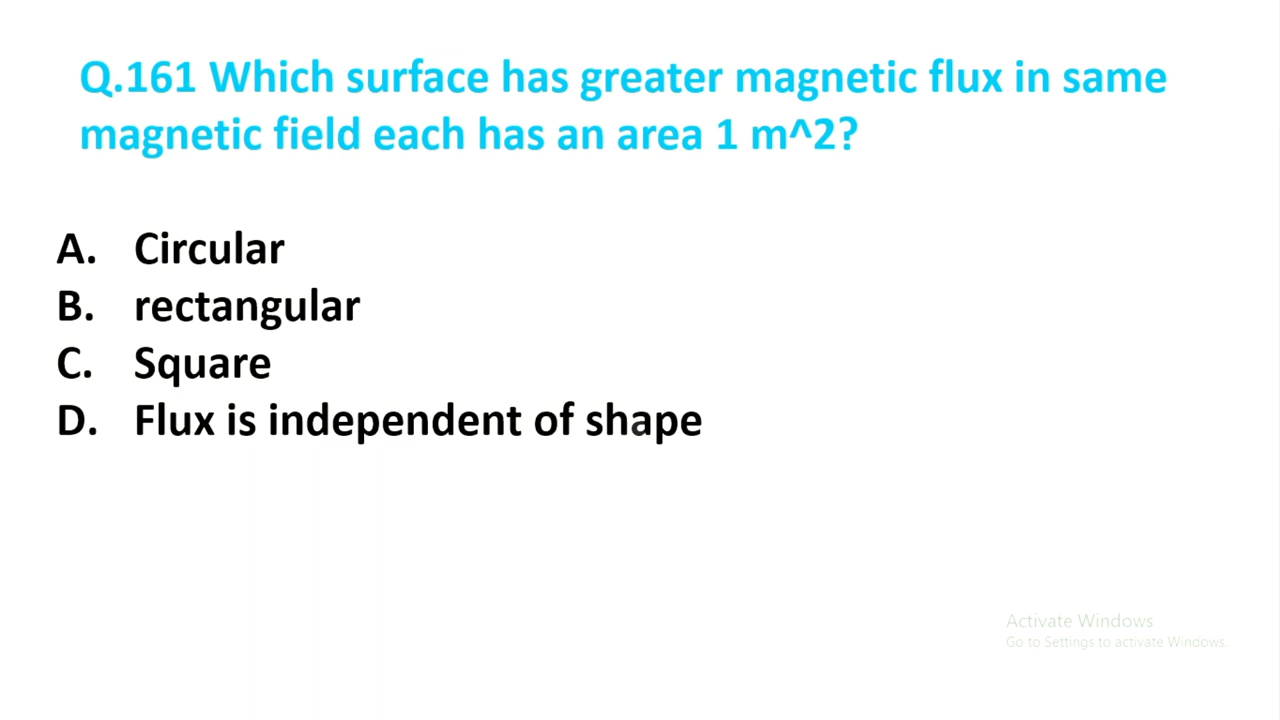 Q.161 Which surface has greater magnetic flux in same
magnetic field each has an area 1 m^2?
A. Circular
B. rectangular
C. Square
D. Flux is independent of shape
Activate Windows
Go to Settings to activate Windows.